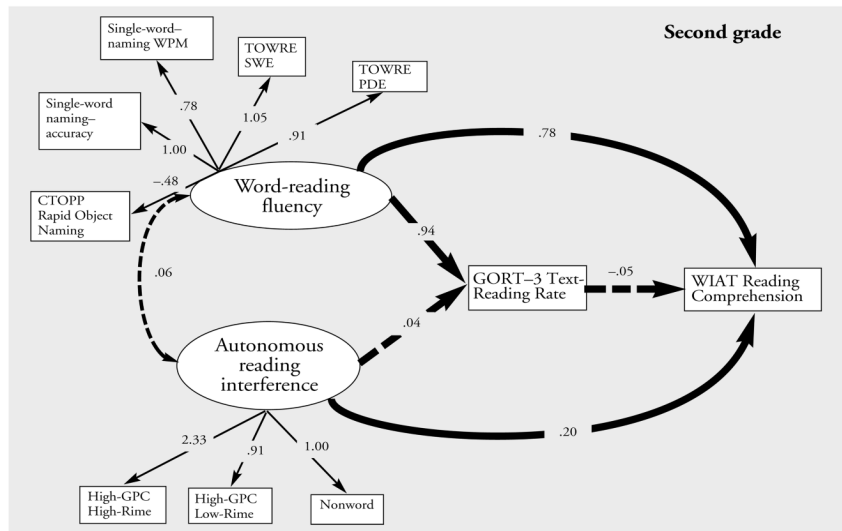 Second grade
Single-word–
naming WPM
TOWRE
SWE
TOWRE
PDE
Single-word
naming–
accuracy
.78
1.05
.91
1.00
–.48
.78
CTOPP
Rapid Object
Naming
Word-reading
fluency
.94
.06
GORT–3 Text-
Reading Rate
–.05
WIAT Reading
Comprehension
.04
Autonomous
reading
interference
.20
2.33
.91
1.00
High-GPC
High-Rime
High-GPC
Low-Rime
Nonword